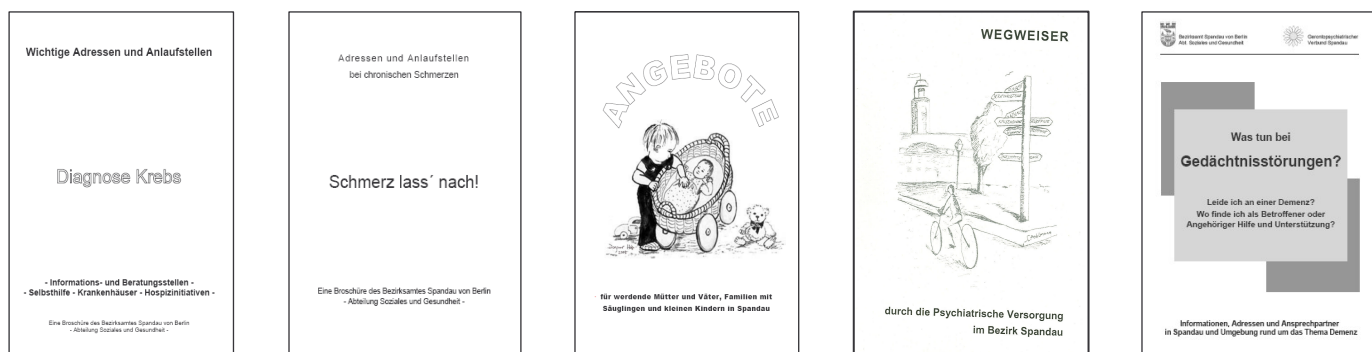 Wichtige Adressen und Anlaufstellen
Diagnose Krebs
- Informations- und Beratungsstellen -
- Selbsthilfe - Krankenhäuser - Hospizinitiativen -
Eine Broschüre des Bezirksamtes Spandau von Berlin
- Abteilung Soziales und Gesundheit -
Adressen und Anlaufstellen
bei chronischen Schmerzen
Schmerz lass´ nach!
Eine Broschüre des Bezirksamtes Spandau von Berlin
- Abteilung Soziales und Gesundheit -
ANGEBOTE
für werdende Mütter und Väter, Familien mit
Säuglingen und kleinen Kindern in Spandau
WEGWEISER
durch die Psychiatrische Versorgung
im Bezirk Spandau
Bezirksamt Spandau von Berlin
Abt. Soziales und Gesundheit
Gerontopsychiatrischer
Verbund Spandau
Was tun bei
Gedächtnisstörungen?
Leide ich an einer Demenz?
Wo finde ich als Betroffener oder
Angehöriger Hilfe und Unterstützung?
Informationen, Adressen und Ansprechpartner
in Spandau und Umgebung rund um das Thema Demenz